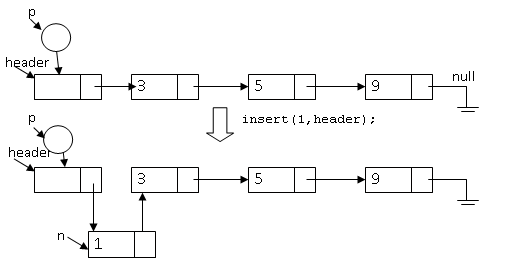 p
header
3 5 9 null
insert(1,header);
p
header
3 5 9
n 1